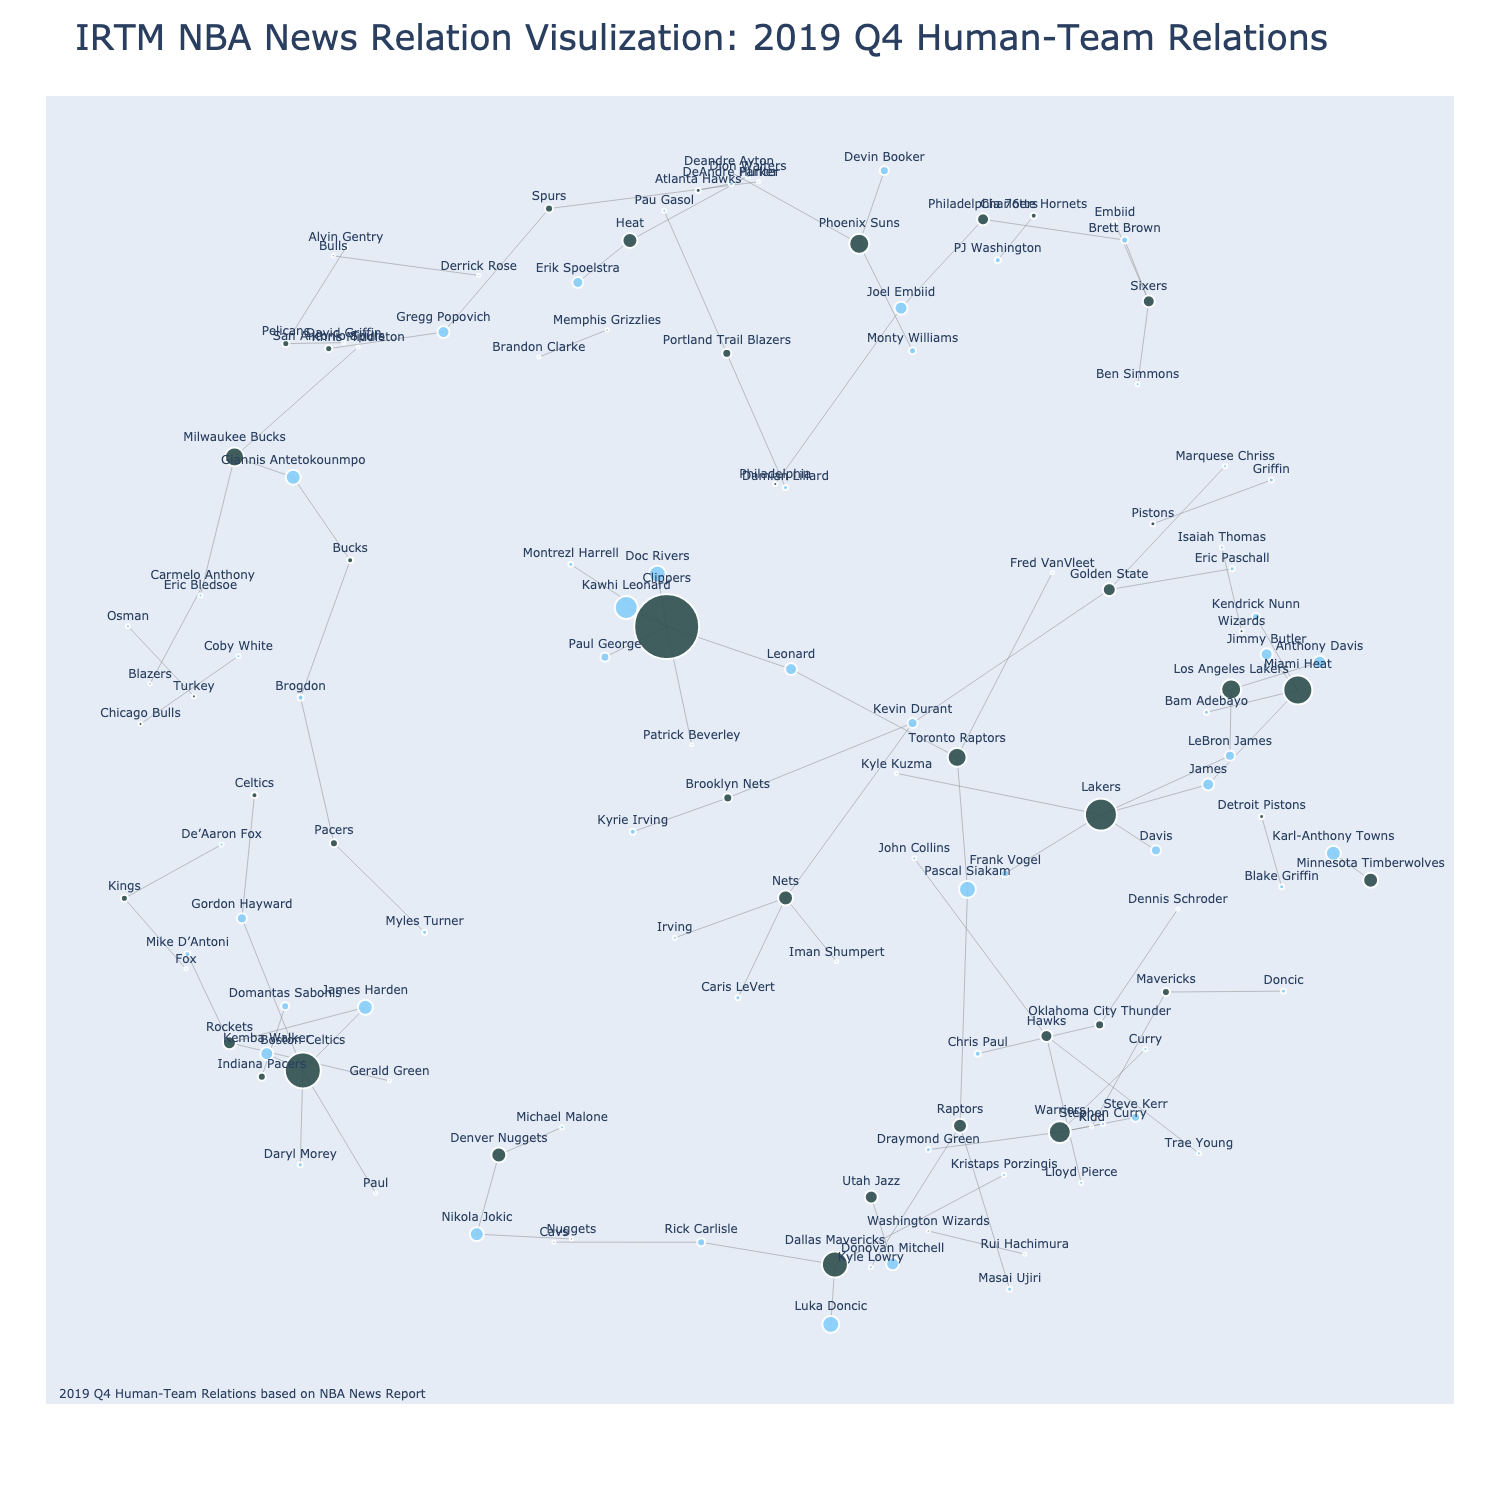 IRTM NBA News Relation Visulization: 2019 Q4 Human-Team Relations
Devin Booker
Deandre Ayton
Dion Waiters
Atlanta Hawks
Spurs
Pau Gasol
Heat
Phoenix Suns
Philadelphia 76ers
Charlotte Hornets
Embiid
Brett Brown
PJ Washington
Alvin Gentry
Bulls
Derrick Rose
Erik Spoelstra
Sixers
Joel Embiid
Gregg Popovich
Memphis Grizzlies
Pelicans
San Antonio Spurs
David Griffin
Khris Middleton
Brandon Clarke
Portland Trail Blazers
Monty Williams
Ben Simmons
Milwaukee Bucks
Giannis Antetokounmpo
Philadelphia
Damian Lillard
Marquese Chriss
Griffin
Pistons
Isaiah Thomas
Bucks
Montrezl Harrell
Doc Rivers
Clippers
Kawhi Leonard
Fred VanVleet
Golden State
Eric Paschall
Carmelo Anthony
Eric Bledsoe
Osman
Kendrick Nunn
Wizards
Jimmy Butler
Anthony Davis
Coby White
Paul George
Leonard
Los Angeles Lakers
Miami Heat
Blazers
Turkey
Brogdon
Bam Adebayo
Chicago Bulls
Patrick Beverley
Kevin Durant
Toronto Raptors
LeBron James
Kyle Kuzma
James
Celtics
Brooklyn Nets
Lakers
Detroit Pistons
De’Aaron Fox
Pacers
Kyrie Irving
Davis
Karl-Anthony Towns
John Collins
Frank Vogel
Pascal Siakam
Minnesota Timberwolves
Blake Griffin
Kings
Nets
Gordon Hayward
Myles Turner
Dennis Schroder
Irving
Mike D’Antoni
Fox
Iman Shumpert
Caris LeVert
Mavericks
Doncic
Domantas Sabonis
James Harden
Rockets
Kemba Walker
Boston Celtics
Oklahoma City Thunder
Hawks
Chris Paul
Curry
Indiana Pacers
Gerald Green
Michael Malone
Denver Nuggets
Raptors
Warriors
Stephen Curry
Kidd
Steve Kerr
Draymond Green
Trae Young
Daryl Morey
Paul
Kristaps Porzingis
Lloyd Pierce
Utah Jazz
Nikola Jokic
Cavs
Nuggets
Rick Carlisle
Washington Wizards
Dallas Mavericks
Donovan Mitchell
Kyle Lowry
Rui Hachimura
Masai Ujiri
Luka Doncic
2019 Q4 Human-Team Relations based on NBA News Report